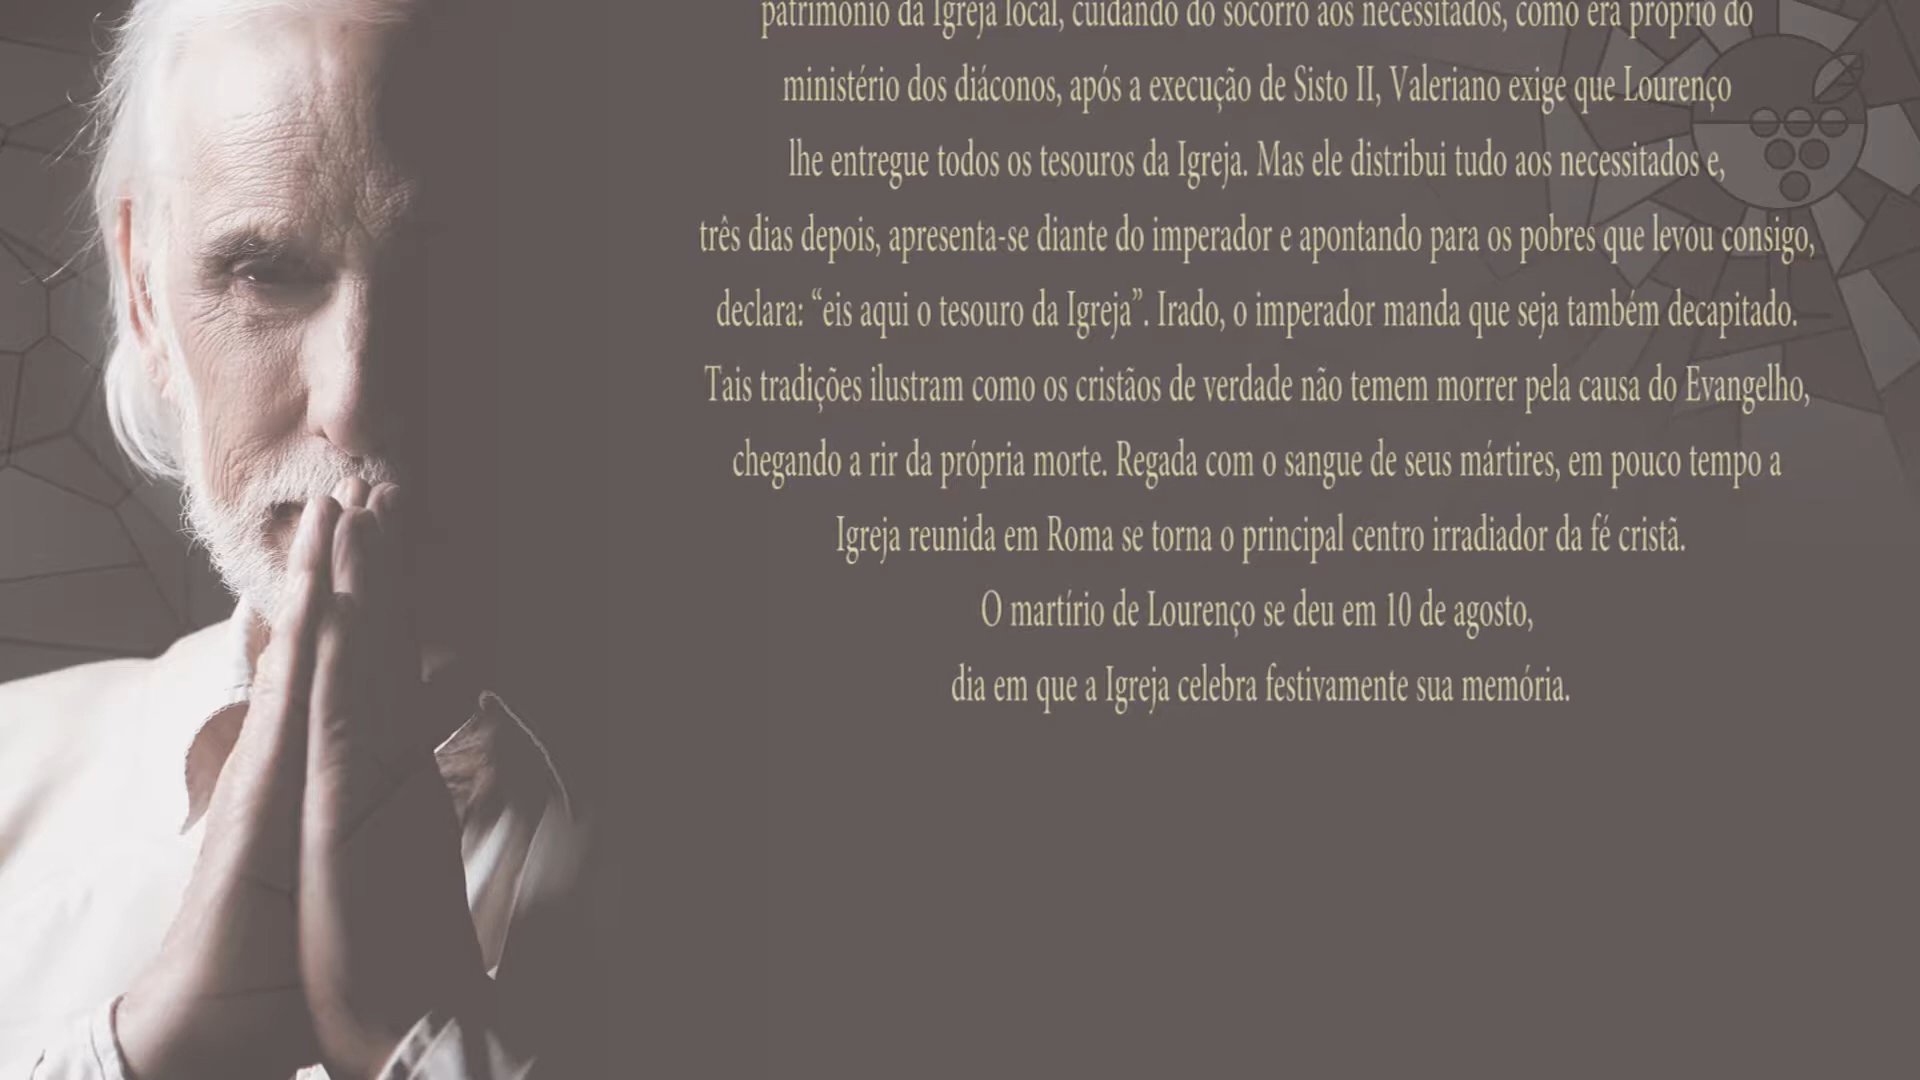 patrimônio da Igreja local, cuidando do socorro aos necessitados, como era próprio do
ministério dos diáconos, após a execução de Sisto II, Valeriano exige que Lourenço
lhe entregue todos os tesouros da Igreja. Mas ele distribui tudo aos necessitados e,
três dias depois, apresenta-se diante do imperador e apontando para os pobres que levou consigo,
declara: “eis aqui o tesouro da Igreja”. Irado, o imperador manda que seja também decapitado.
Tais tradições ilustram como os cristãos de verdade não temem morrer pela causa do Evangelho,
chegando a rir da própria morte. Regada com o sangue de seus mártires, em pouco tempo a
Igreja reunida em Roma se torna o principal centro irradiador da fé cristã.
O martírio de Lourenço se deu em 10 de agosto,
dia em que a Igreja celebra festivamente sua memória.